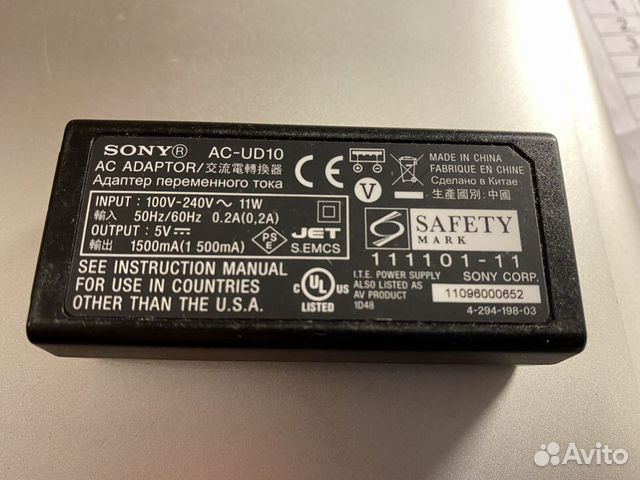 SONY® AC-UD10
AC ADAPTOR/交流電轉換器
Адаптер переменного тока
INPUT : 100V-240V ~ 11W
輸入 50Hz/60Hz 0.2A(0,2A)
OUTPUT : 5V ⎓
輸出 1500mA(1 500mA)
SEE INSTRUCTION MANUAL
FOR USE IN COUNTRIES
OTHER THAN THE U.S.A.
CE
V
PS
E
JET
S.EMCS
C UL US
LISTED
I.T.E. POWER SUPPLY
ALSO LISTED AS
AV PRODUCT
1D48
MADE IN CHINA
FABRIQUÉ EN CHINE
Сделано в Китае
生產國別: 中國
SAFETY
MARK
111101-11
SONY CORP.
11096000652
4-294-198-03
Avito